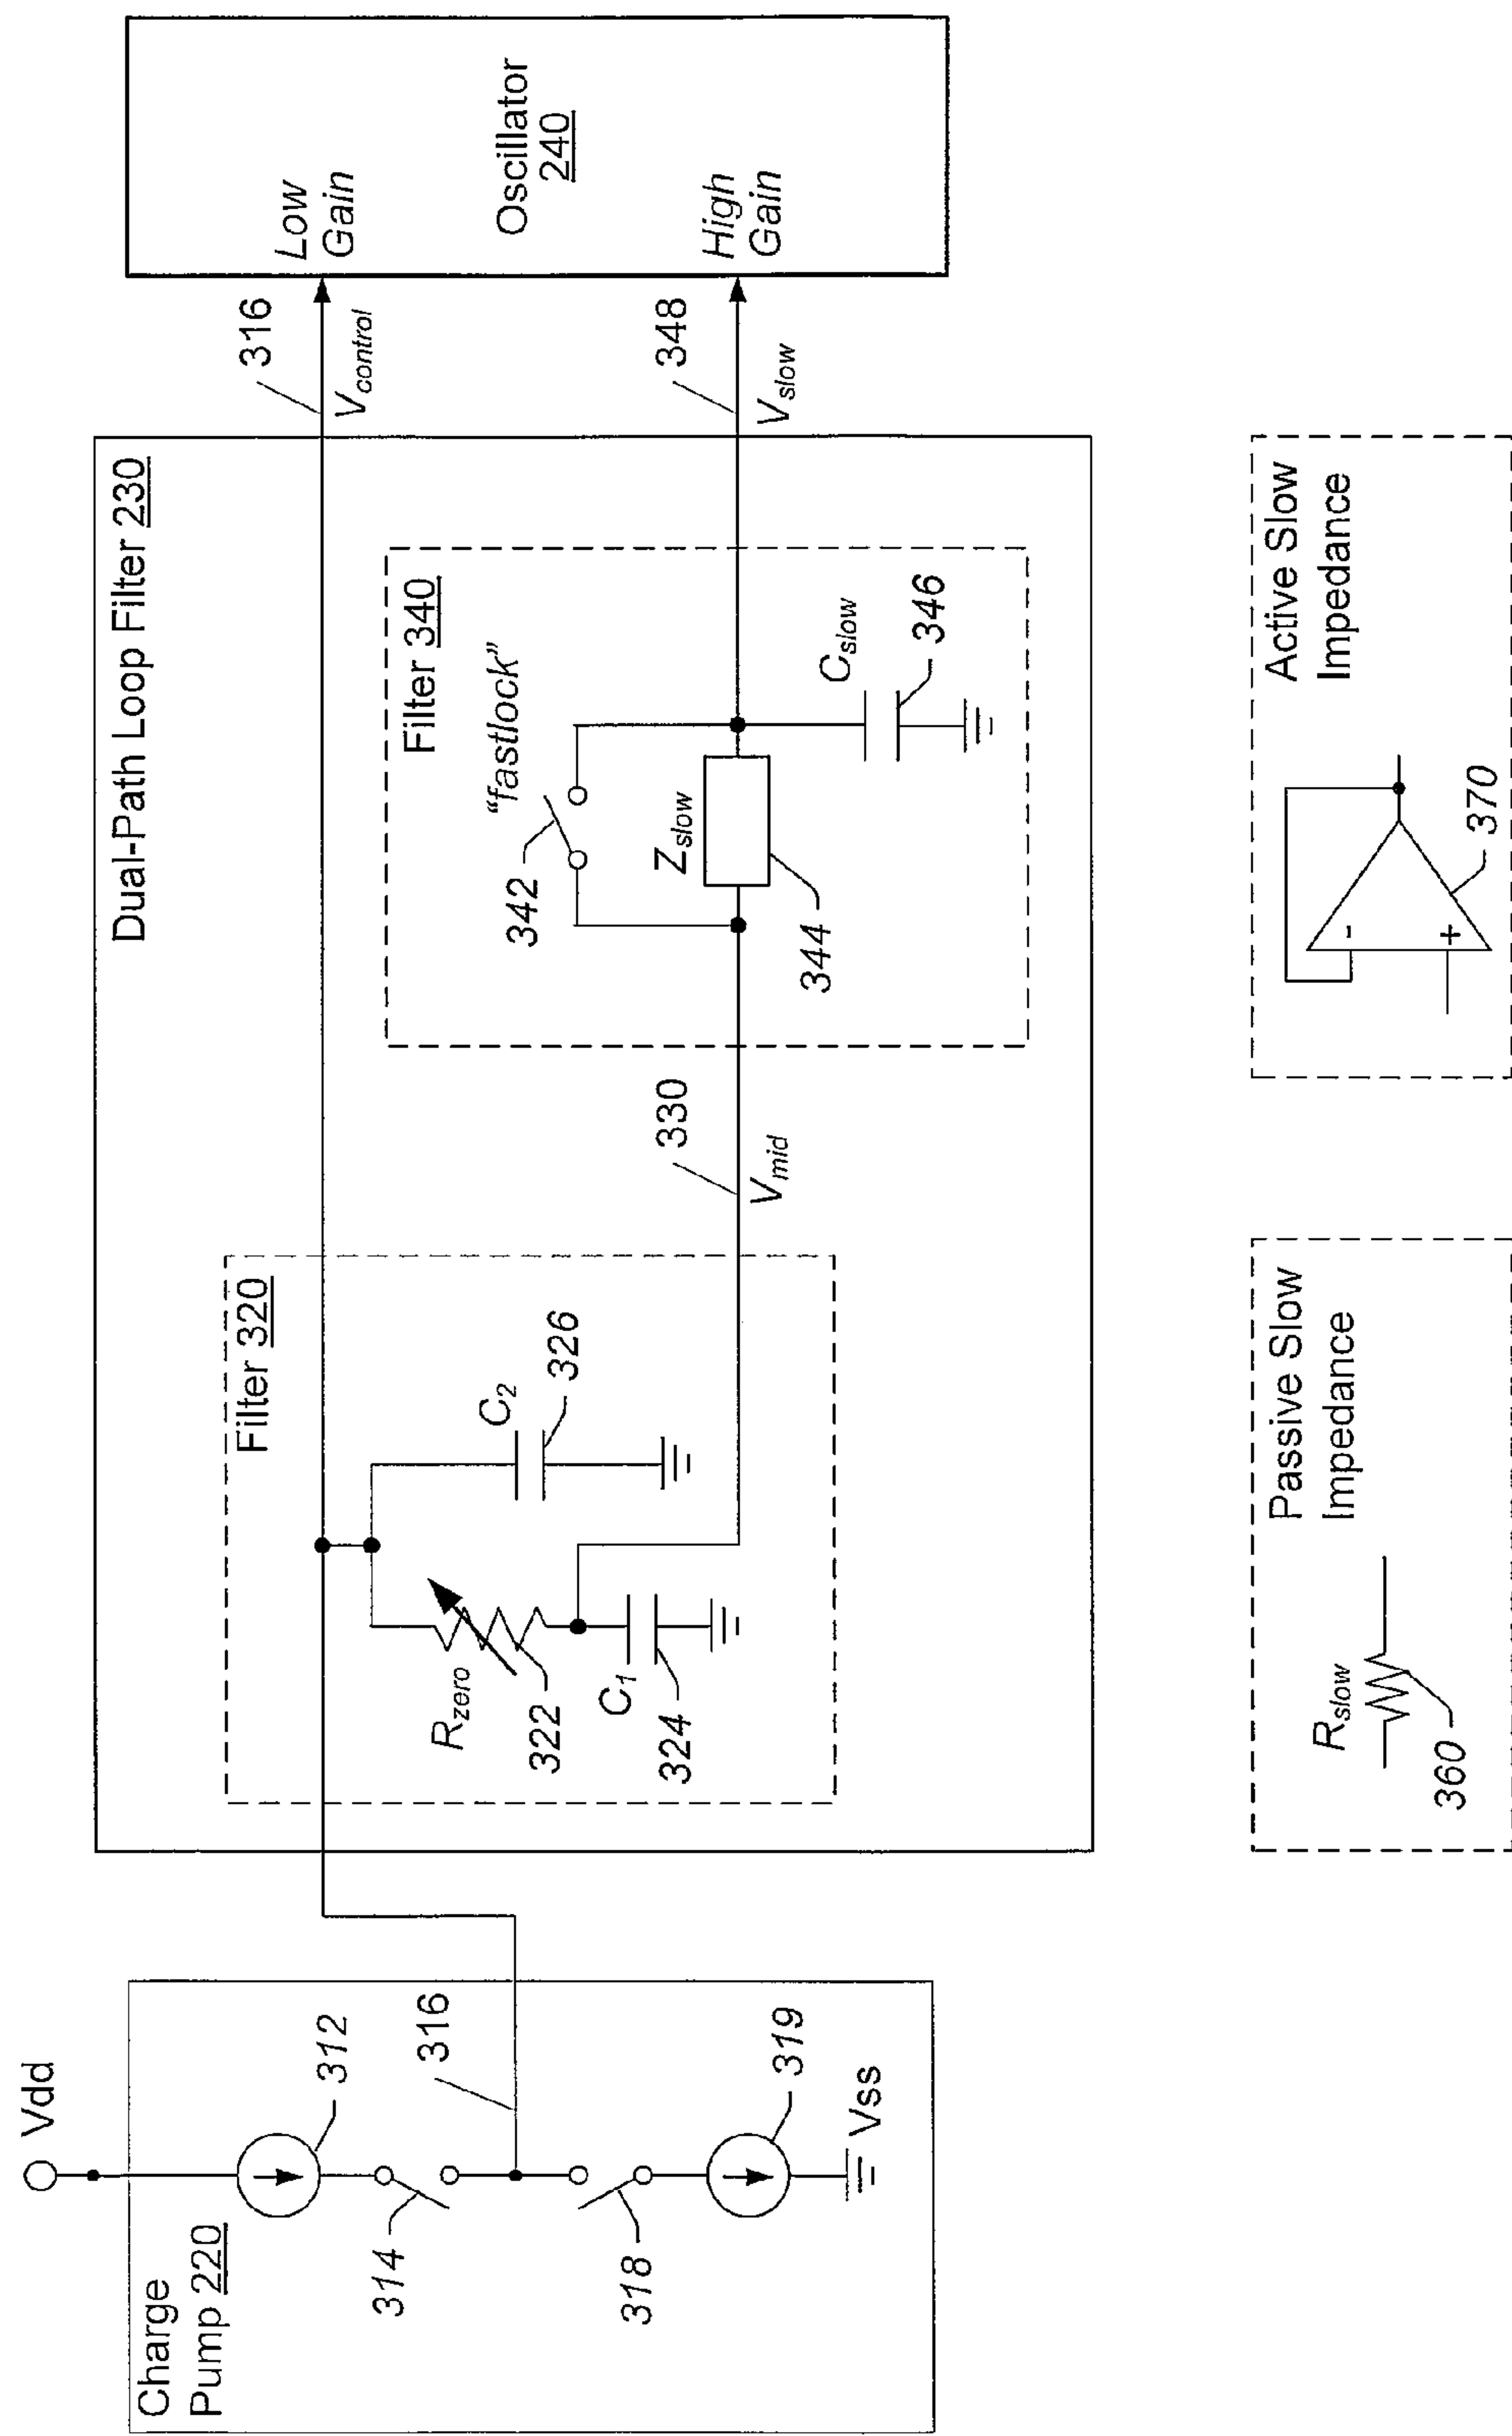 Vdd
Charge
Pump 220
312
314
316
318
319
Vss
Dual-Path Loop Filter 230
Filter 320
Rzero
322
C1
324
C2
326
330
Vmid
Filter 340
"fastlock"
342
Zslow
344
Cslow
346
316
Vcontrol
348
Vslow
Low
Gain
Oscillator
240
High
Gain
Passive Slow
Impedance
Rslow
360
Active Slow
Impedance
-
+
370